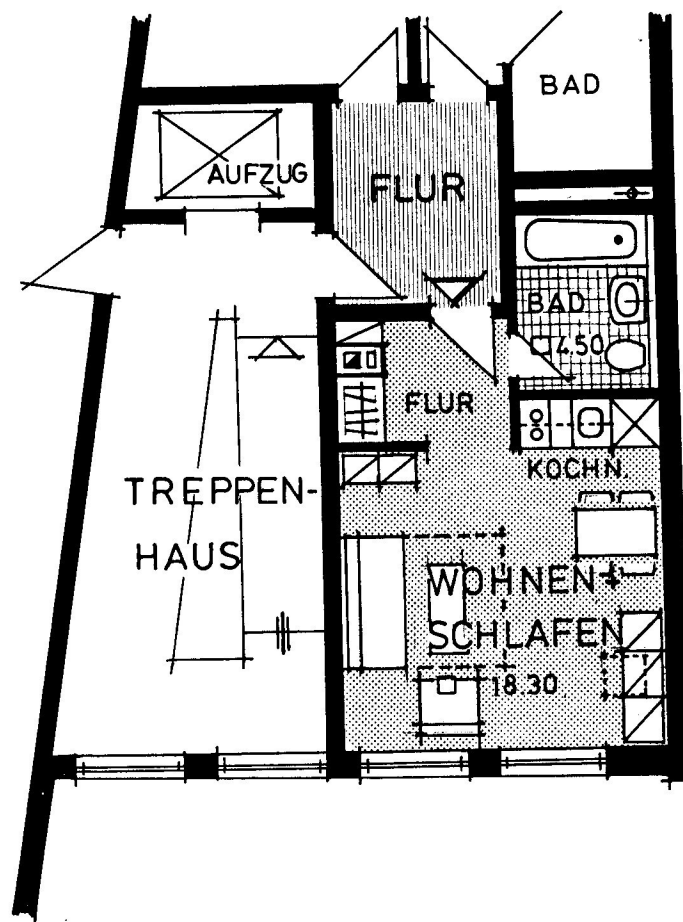 BAD
AUFZUG
FLUR
BAD
4.50
FLUR
KOCHN.
TREPPEN-
HAUS
WOHNEN+
SCHLAFEN
18.30